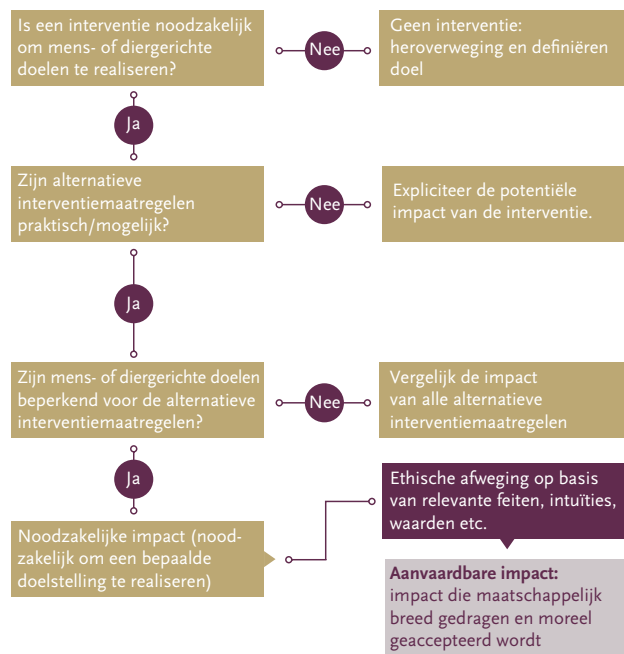 Is een interventie noodzakelijk
om mens- of diergerichte
doelen te realiseren?
Nee
Geen interventie:
heroverweging en definiëren
doel
Ja
Zijn alternatieve
interventiemaatregelen
praktisch/mogelijk?
Nee
Expliciteer de potentiële
impact van de interventie.
Ja
Zijn mens- of diergerichte doelen
beperkend voor de alternatieve
interventiemaatregelen?
Nee
Vergelijk de impact
van alle alternatieve
interventiemaatregelen
Ja
Noodzakelijke impact (nood-
zakelijk om een bepaalde
doelstelling te realiseren)
Ethische afweging op basis
van relevante feiten, intuïties,
waarden etc.
Aanvaardbare impact:
impact die maatschappelijk
breed gedragen en moreel
geaccepteerd wordt